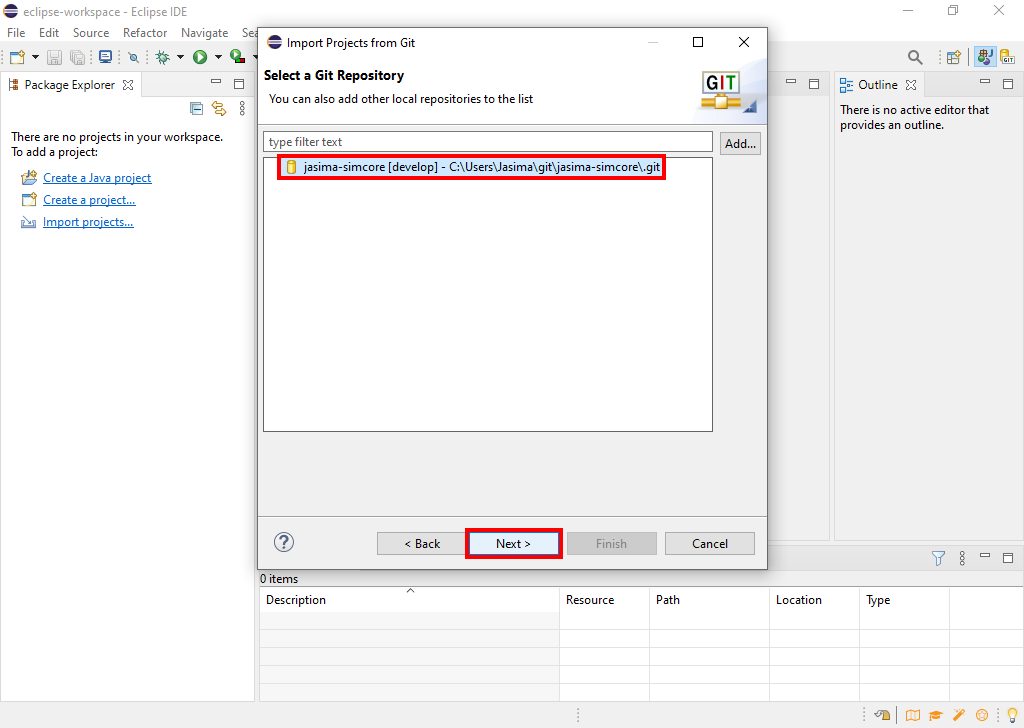 eclipse-workspace - Eclipse IDE
File Edit Source Refactor Navigate Sea
Package Explorer
There are no projects in your workspace.
To add a project:
Create a Java project
Create a project...
Import projects...
Import Projects from Git
Select a Git Repository
You can also add other local repositories to the list
GIT
type filter text
Add...
jasima-simcore [develop] - C:\Users\Jasima\git\jasima-simcore\.git
< Back
Next >
Finish
Cancel
Outline
There is no active editor that
provides an outline.
GIT
0 items
Description Resource Path Location Type